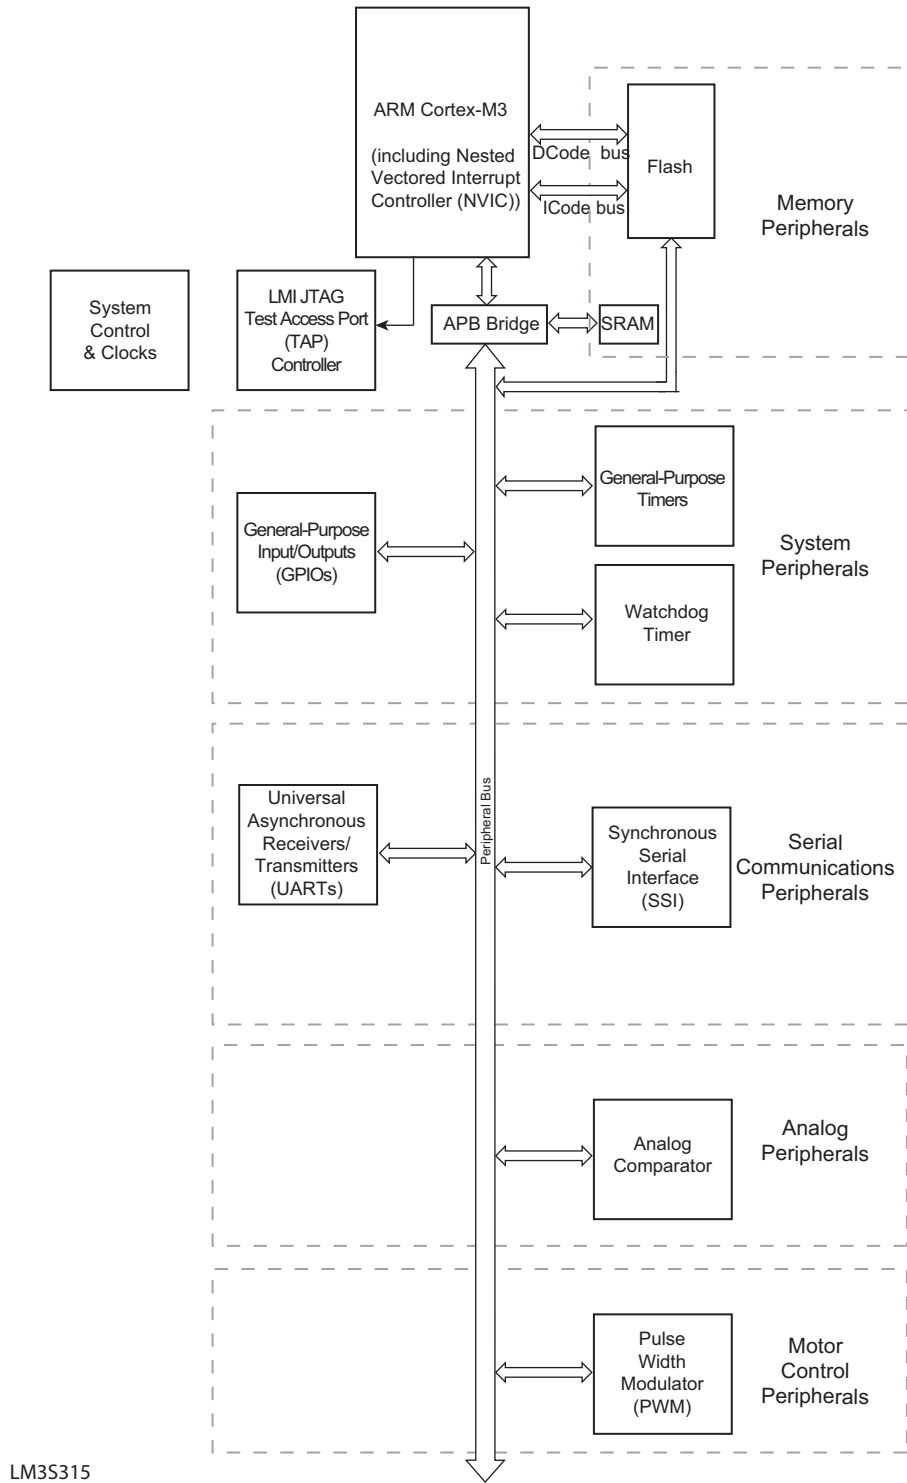 ARM Cortex-M3
(including Nested
Vectored Interrupt
Controller (NVIC))
DCode bus
ICode bus
Flash
Memory
Peripherals
System
Control
& Clocks
LMI JTAG
Test Access Port
(TAP)
Controller
APB Bridge
SRAM
General-Purpose
Timers
General-Purpose
Input/Outputs
(GPIOs)
System
Peripherals
Watchdog
Timer
Peripheral Bus
Universal
Asynchronous
Receivers/
Transmitters
(UARTs)
Synchronous
Serial
Interface
(SSI)
Serial
Communications
Peripherals
Analog
Comparator
Analog
Peripherals
Pulse
Width
Modulator
(PWM)
Motor
Control
Peripherals
LM3S315